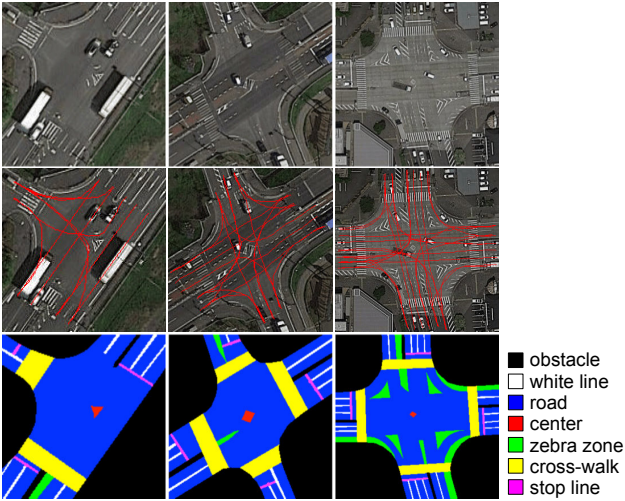 obstacle
white line
road
center
zebra zone
cross-walk
stop line